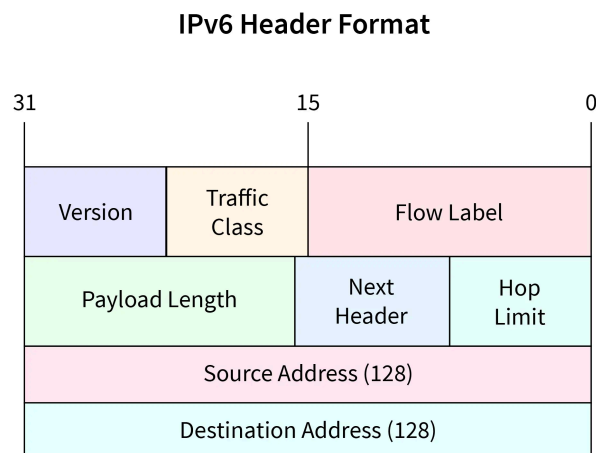 IPv6 Header Format
31 15 0
Version
Traffic
Class
Flow Label
Payload Length
Next
Header
Hop
Limit
Source Address (128)
Destination Address (128)